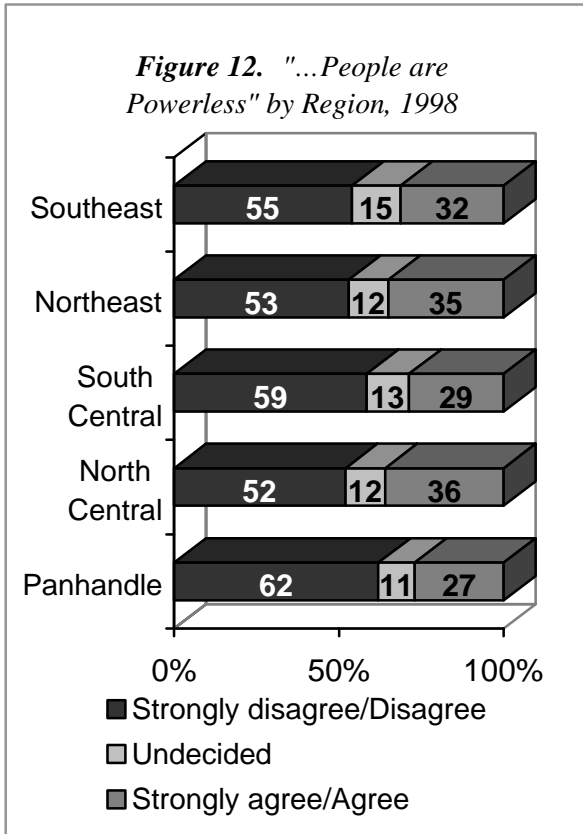 Figure 12. "...People are
Powerless" by Region, 1998
Southeast 55 15 32
Northeast 53 12 35
South
Central 59 13 29
North
Central 52 12 36
Panhandle 62 11 27
0% 50% 100%
Strongly disagree/Disagree
Undecided
Strongly agree/Agree